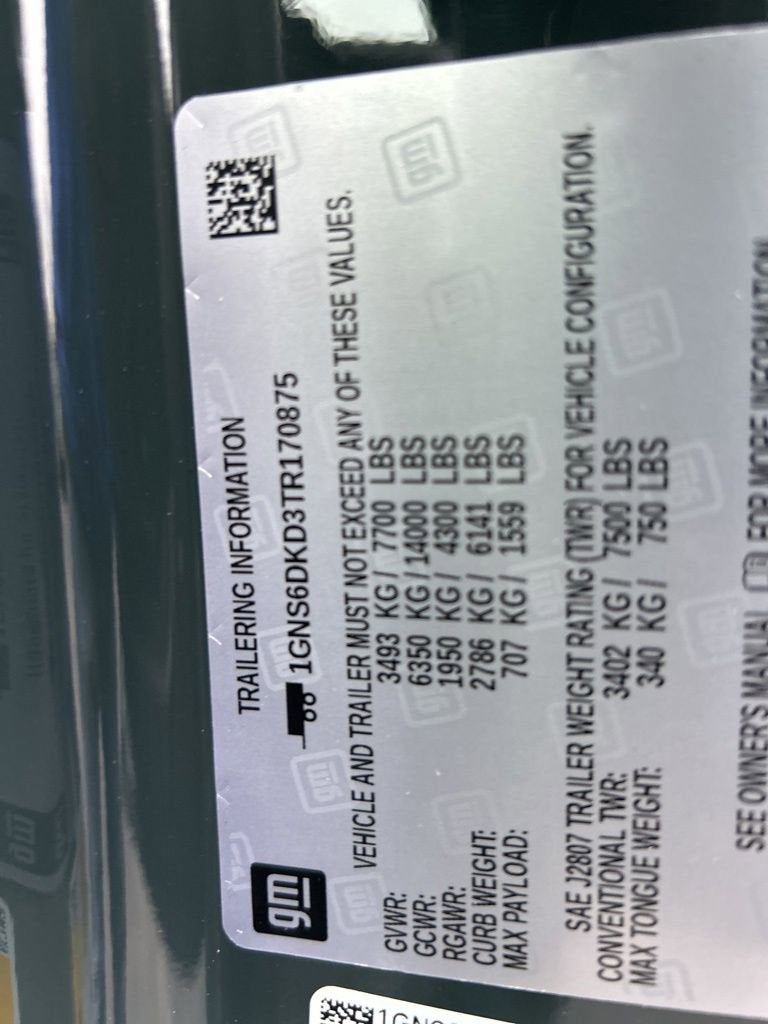 gm
TRAILERING INFORMATION
1GNS6DKD3TR170875
VEHICLE AND TRAILER MUST NOT EXCEED ANY OF THESE VALUES.
GVWR: 3493 KG/ 7700 LBS
GCWR: 6350 KG/14000 LBS
RGAWR: 1950 KG/ 4300 LBS
CURB WEIGHT: 2786 KG/ 6141 LBS
MAX PAYLOAD: 707 KG/ 1559 LBS
SAE J2807 TRAILER WEIGHT RATING (TWR) FOR VEHICLE CONFIGURATION.
CONVENTIONAL TWR: 3402 KG/ 7500 LBS
MAX TONGUE WEIGHT: 340 KG/ 750 LBS
SEE OWNER'S MANUAL FOR MORE INFORMATION